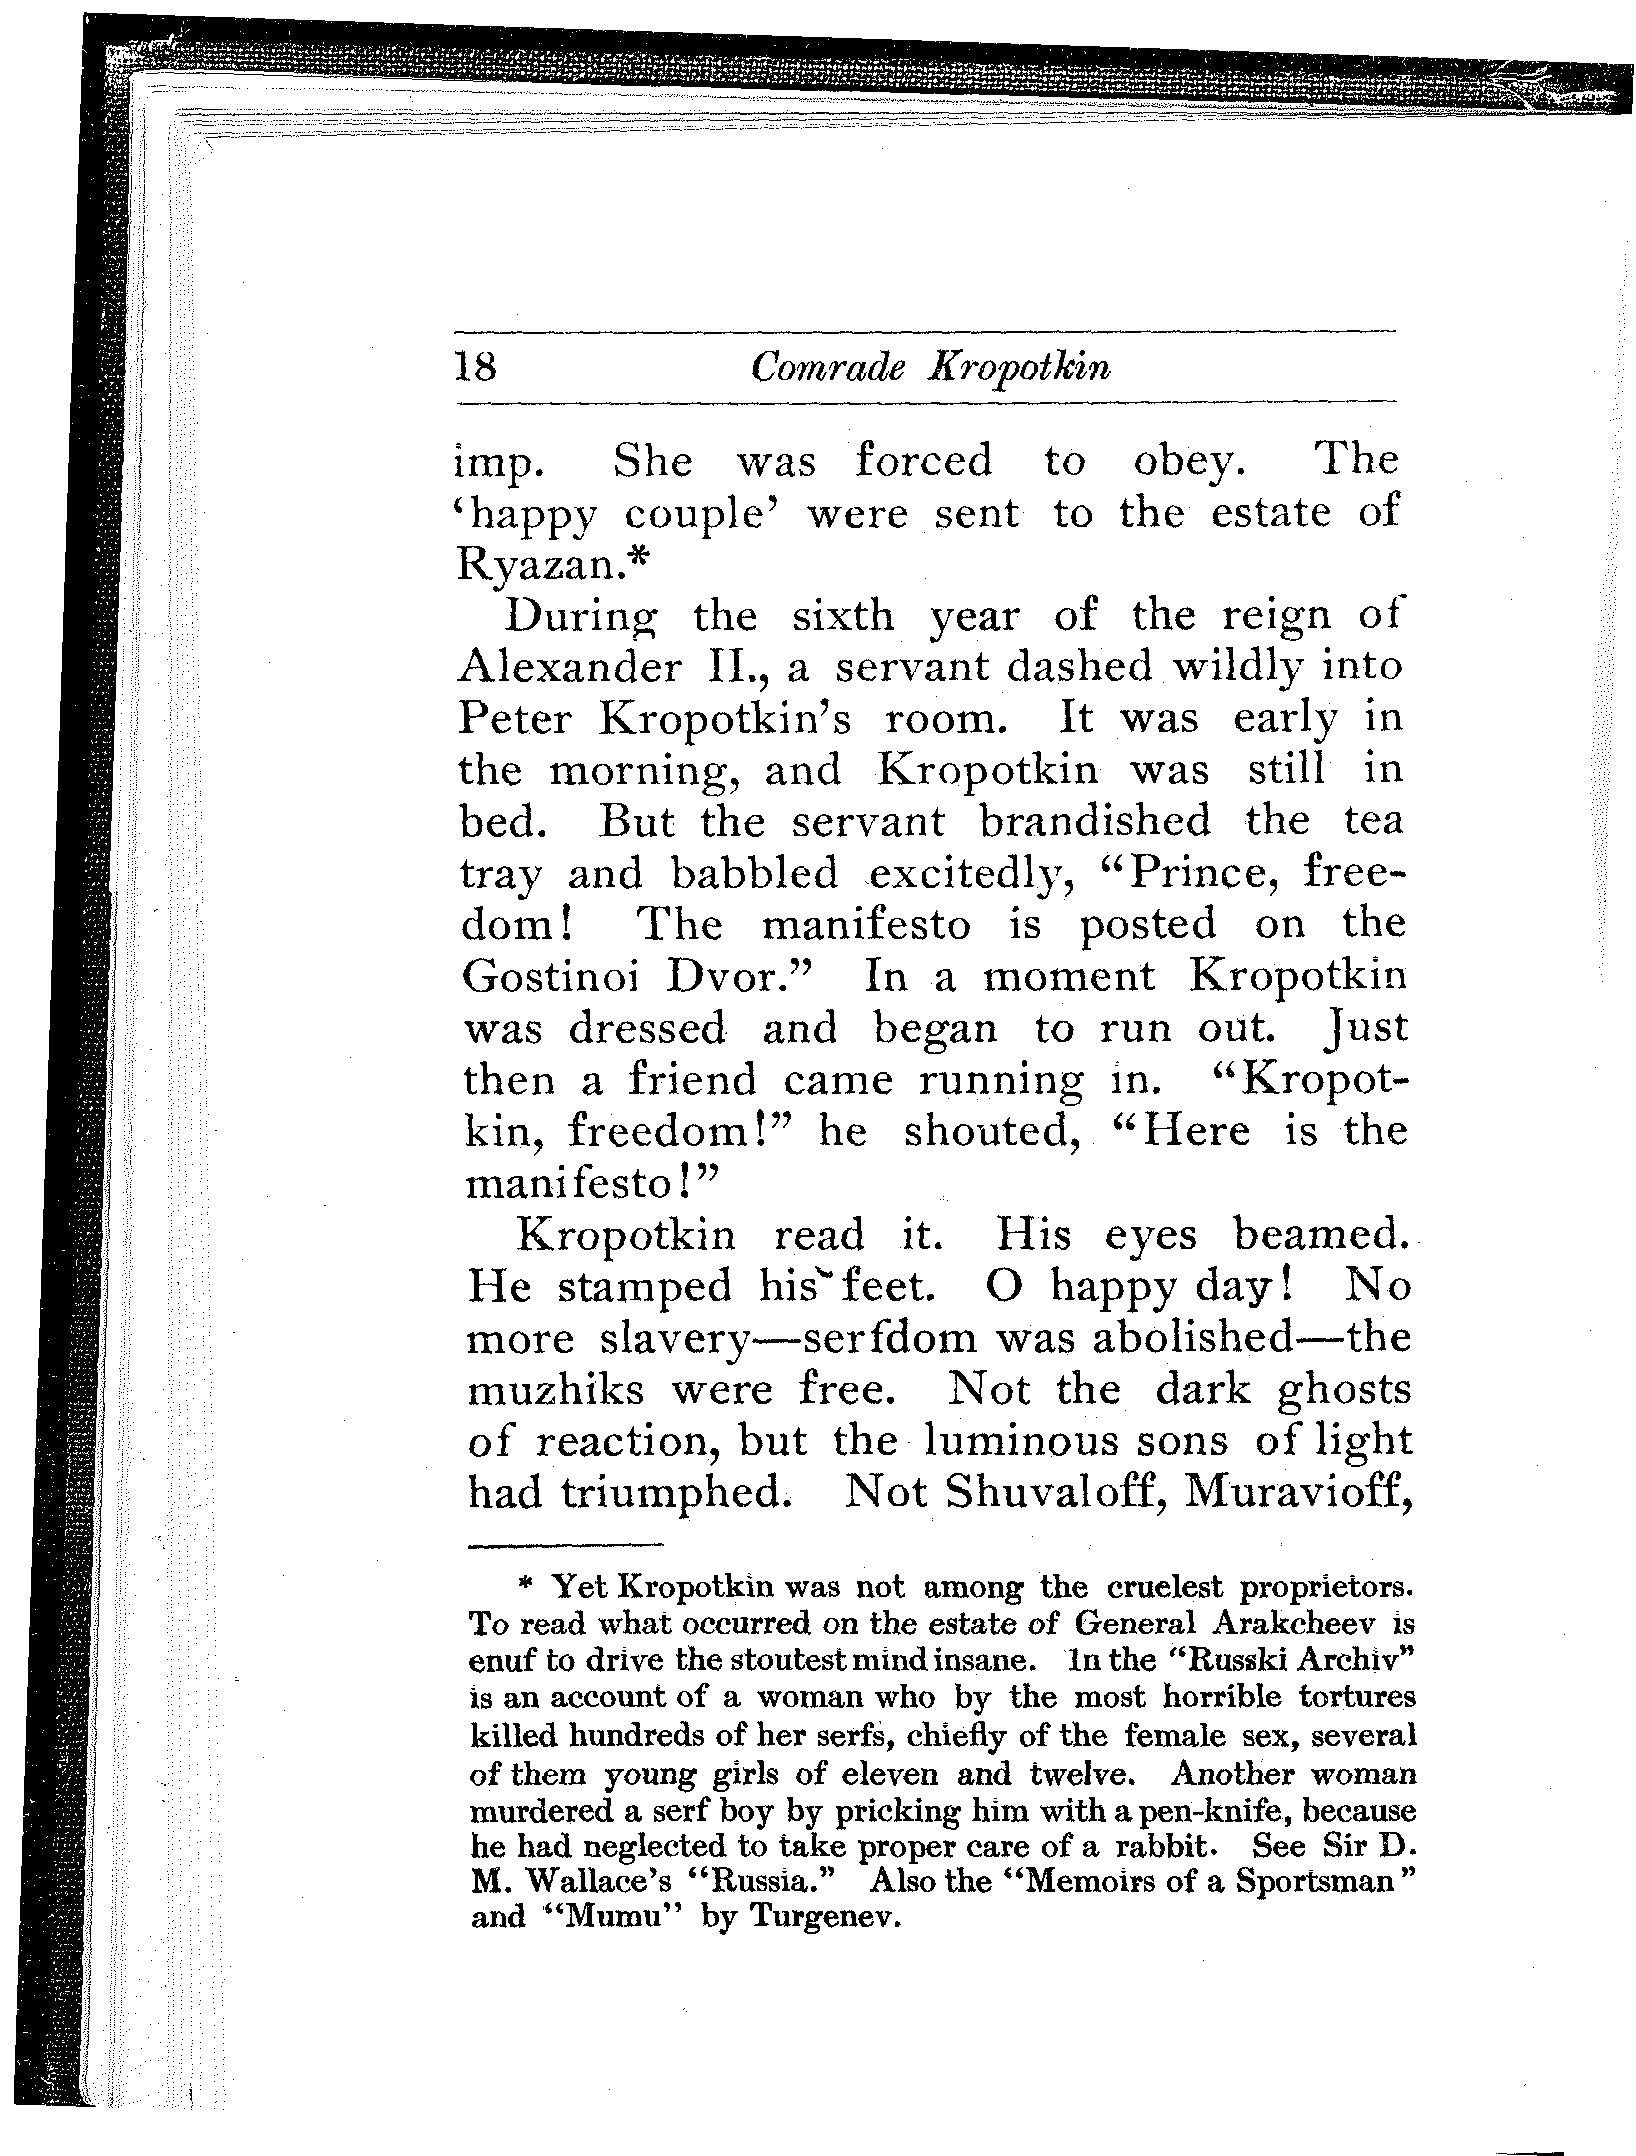 18 Comrade Kropotkin
imp. She was forced to obey. The
‘happy couple’ were sent to the estate of
Ryazan.*
During the sixth year of the reign of
Alexander II., a servant dashed wildly into
Peter Kropotkin’s room. It was early in
the morning, and Kropotkin was still in
bed. But the servant brandished the tea
tray and babbled excitedly, “Prince, free-
dom! The manifesto is posted on the
Gostinoi Dvor.” In a moment Kropotkin
was dressed and began to run out. Just
then a friend came running in. “Kropot-
kin, freedom!” he shouted, “Here is the
manifesto!”
Kropotkin read it. His eyes beamed.
He stamped his feet. O happy day! No
more slavery—serfdom was abolished—the
muzhiks were free. Not the dark ghosts
of reaction, but the luminous sons of light
had triumphed. Not Shuvaloff, Muravioff,
* Yet Kropotkin was not among the cruelest proprietors.
To read what occurred on the estate of General Arakcheev is
enuf to drive the stoutest mind insane. In the “Russki Archiv”
is an account of a woman who by the most horrible tortures
killed hundreds of her serfs, chiefly of the female sex, several
of them young girls of eleven and twelve. Another woman
murdered a serf boy by pricking him with a pen-knife, because
he had neglected to take proper care of a rabbit. See Sir D.
M. Wallace’s “Russia.” Also the “Memoirs of a Sportsman”
and “Mumu” by Turgenev.